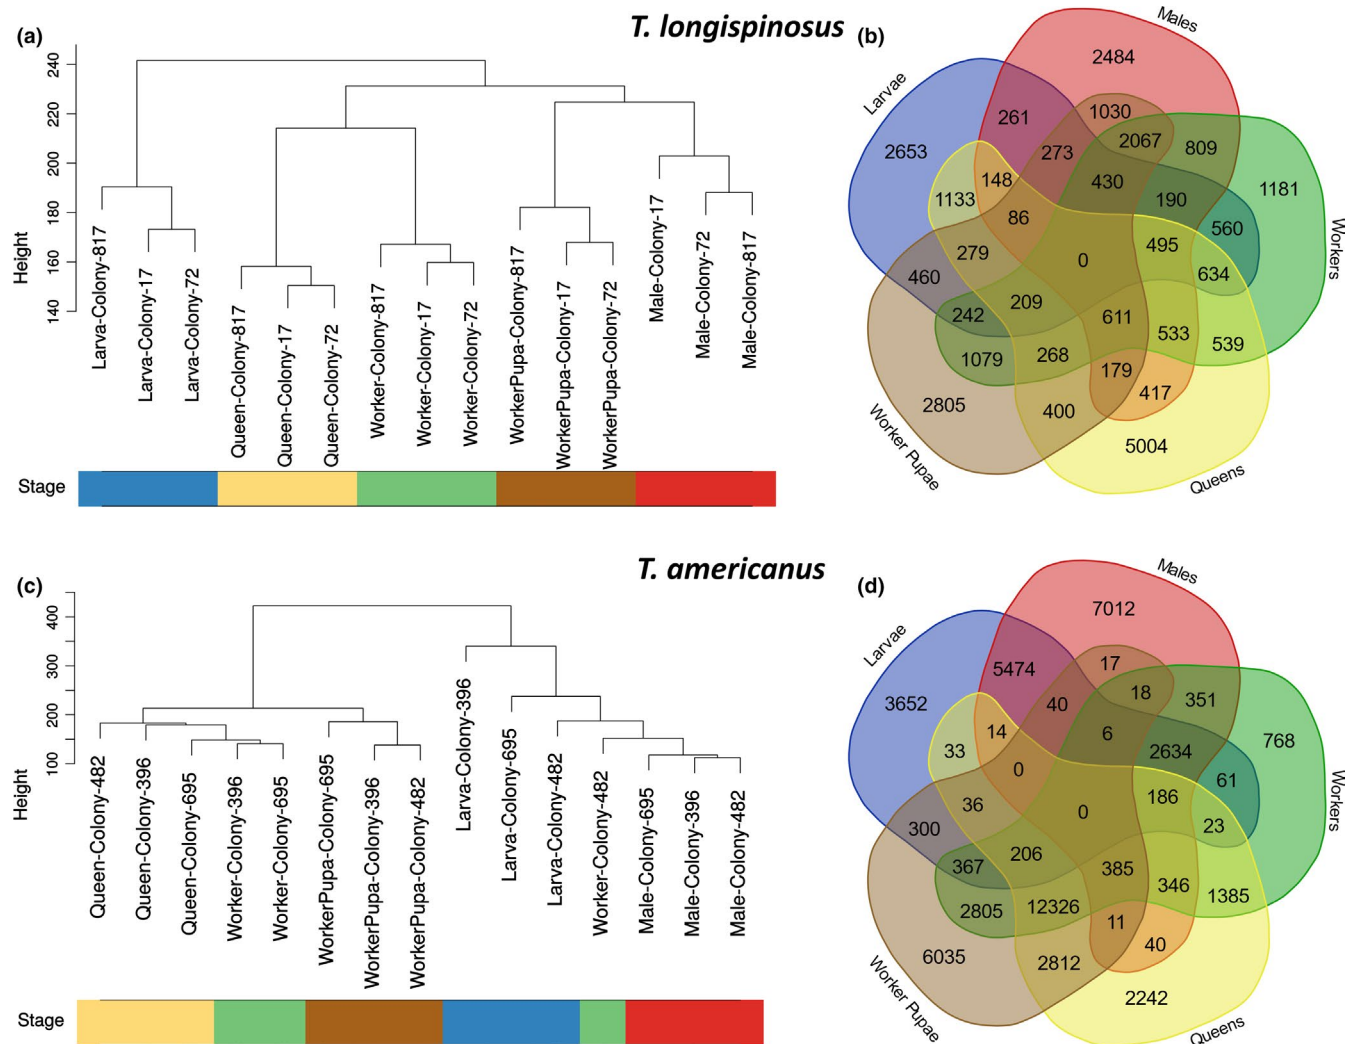 (a)
T. longispinosus
(b)
240
220
200
180
160
140
Height
Larva-Colony-817
Larva-Colony-17
Larva-Colony-72
Queen-Colony-817
Queen-Colony-17
Queen-Colony-72
Worker-Colony-817
Worker-Colony-17
Worker-Colony-72
WorkerPupa-Colony-817
WorkerPupa-Colony-17
WorkerPupa-Colony-72
Male-Colony-17
Male-Colony-72
Male-Colony-817
Stage
Males
Larvae
Workers
Worker Pupae
Queens
2484
261
1030
2067
809
2653
273
1181
148
430
190
1133
86
560
495
279
0
634
460
209
242
611
533
539
1079
268
179
417
2805
400
5004
(c)
T. americanus
(d)
400
300
200
100
Height
Queen-Colony-482
Queen-Colony-396
Queen-Colony-695
Worker-Colony-396
Worker-Colony-695
WorkerPupa-Colony-695
WorkerPupa-Colony-396
WorkerPupa-Colony-482
Larva-Colony-396
Larva-Colony-695
Larva-Colony-482
Worker-Colony-482
Male-Colony-695
Male-Colony-396
Male-Colony-482
Stage
Males
Larvae
Workers
Worker Pupae
Queens
7012
5474
17
18
351
3652
40
768
14
6
2634
33
0
61
186
36
0
23
300
206
367
385
346
1385
2805
12326
11
40
6035
2812
2242